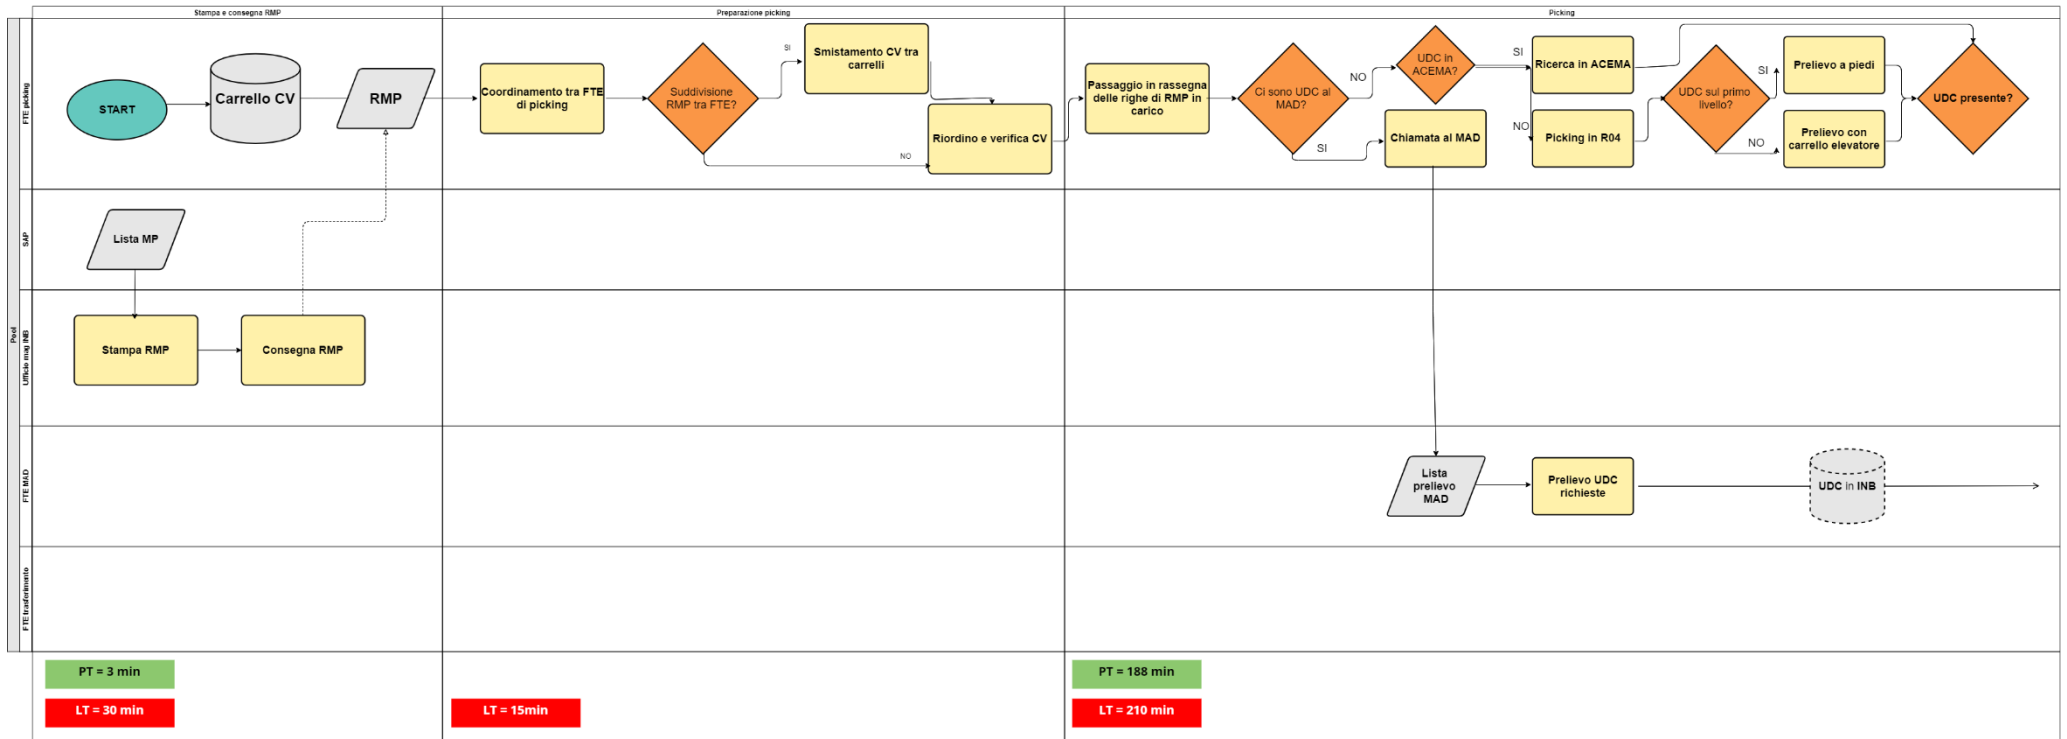 Stampa e consegna RMP
Preparazione picking
Picking
Pool
FTE picking
START
Carrello CV
RMP
Coordinamento tra FTE
di picking
Suddivisione
RMP tra FTE?
SI
NO
Smistamento CV tra
carrelli
Riordino e verifica CV
Passaggio in rassegna
delle righe di RMP in
carico
Ci sono UDC al
MAD?
NO
SI
UDC in
ACEMA?
Chiamata al MAD
SI
NO
Ricerca in ACEMA
Picking in R04
UDC sul primo
livello?
SI
NO
Prelievo a piedi
Prelievo con
carrello elevatore
UDC presente?
SAP
Lista MP
Ufficio mag INB
Stampa RMP
Consegna RMP
FTE MAD
Lista
prelievo
MAD
Prelievo UDC
richieste
UDC in INB
FTE trasferimento
PT = 3 min
LT = 30 min
LT = 15min
PT = 188 min
LT = 210 min